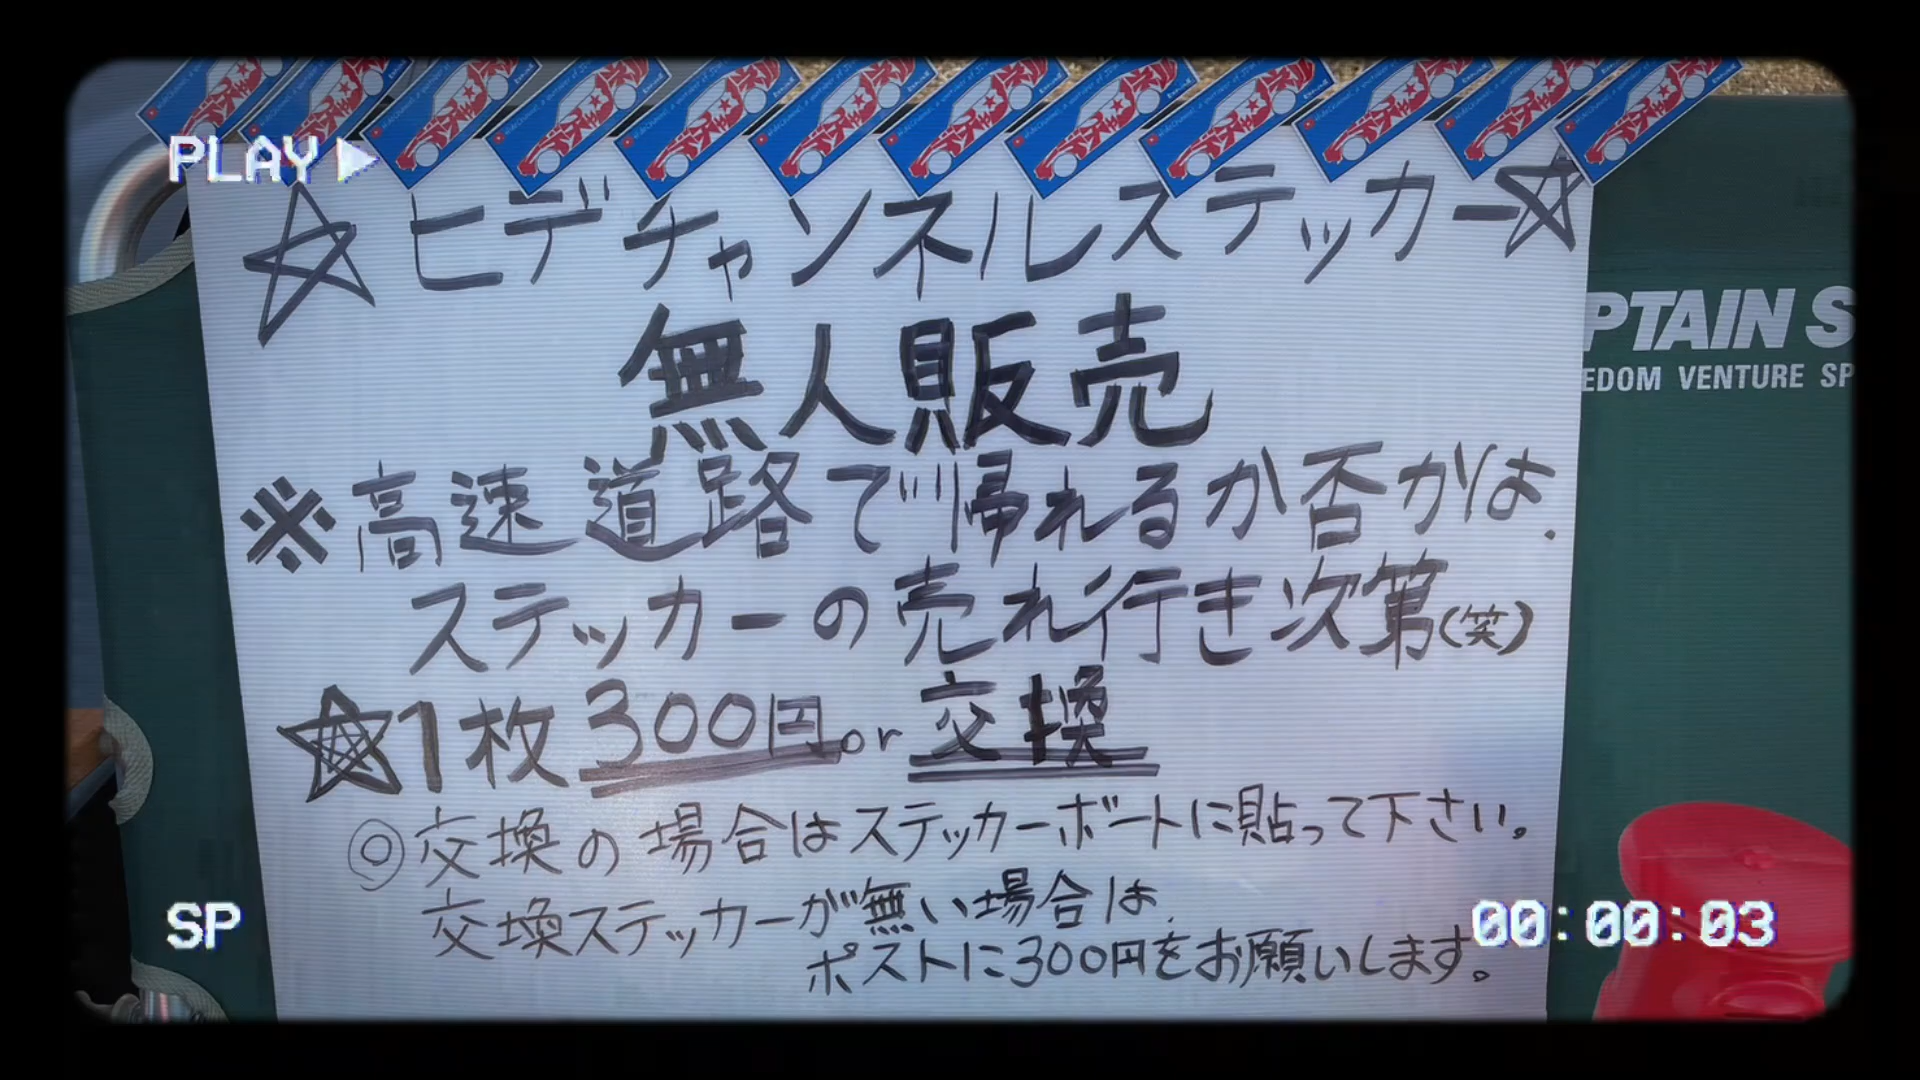 PLAY▶
☆ヒデチャンネルステッカー☆
無人販売
※高速道路で帰れるか否かは、
ステッカーの売れ行き次第(笑)
☆1枚300円or交換
◎交換の場合はステッカーボードに貼って下さい。
交換ステッカーが無い場合は、
ポストに300円をお願いします。
PTAIN S
EDOM VENTURE SP
SP
00:00:03